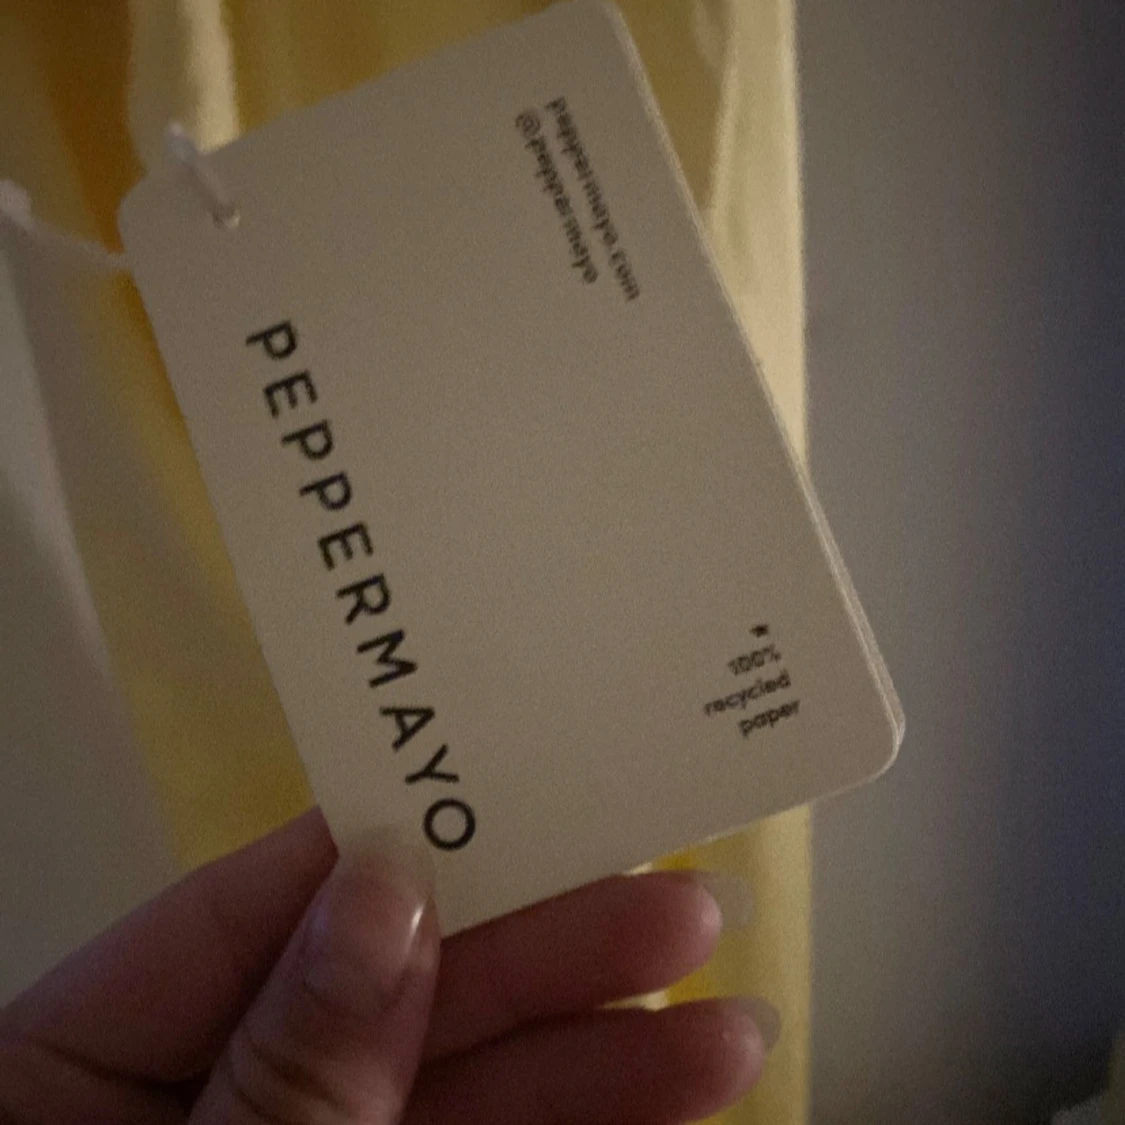 PEPPERMAYO
peppermayo.com
@peppermayo
* 100%
recycled
paper